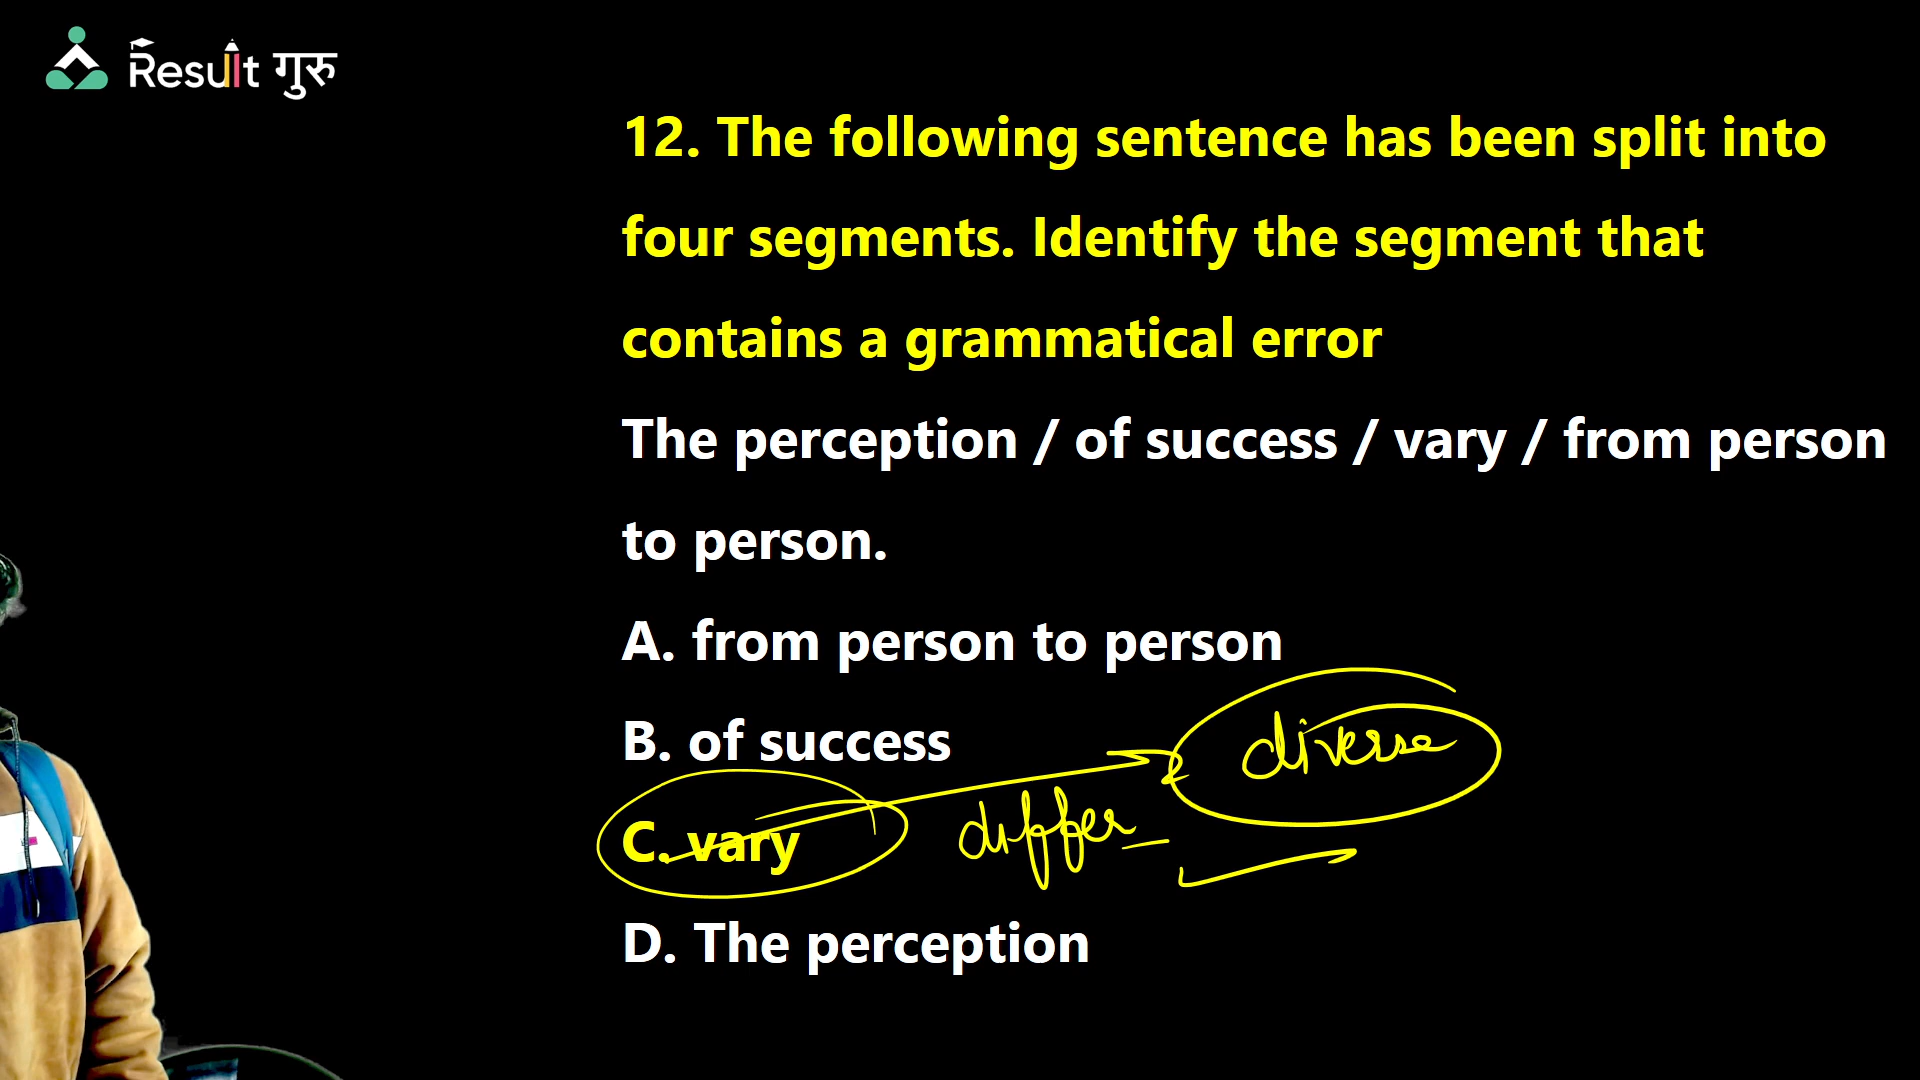 Result गुरु
12. The following sentence has been split into
four segments. Identify the segment that
contains a grammatical error
The perception / of success / vary / from person
to person.
A. from person to person
B. of success
diverse
C. vary
differ
D. The perception